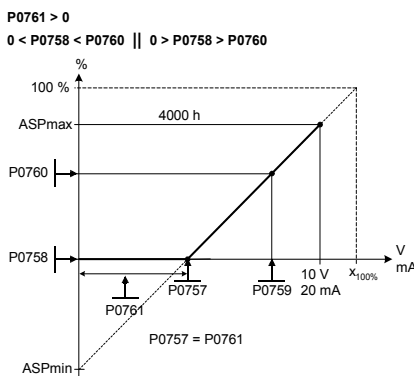 P0761 > 0
0 < P0758 < P0760 || 0 > P0758 > P0760
%
100 %
ASPmax
4000 h
P0760
P0758
V
mA
P0757
P0759
10 V
20 mA
x100%
P0761
P0757 = P0761
ASPmin